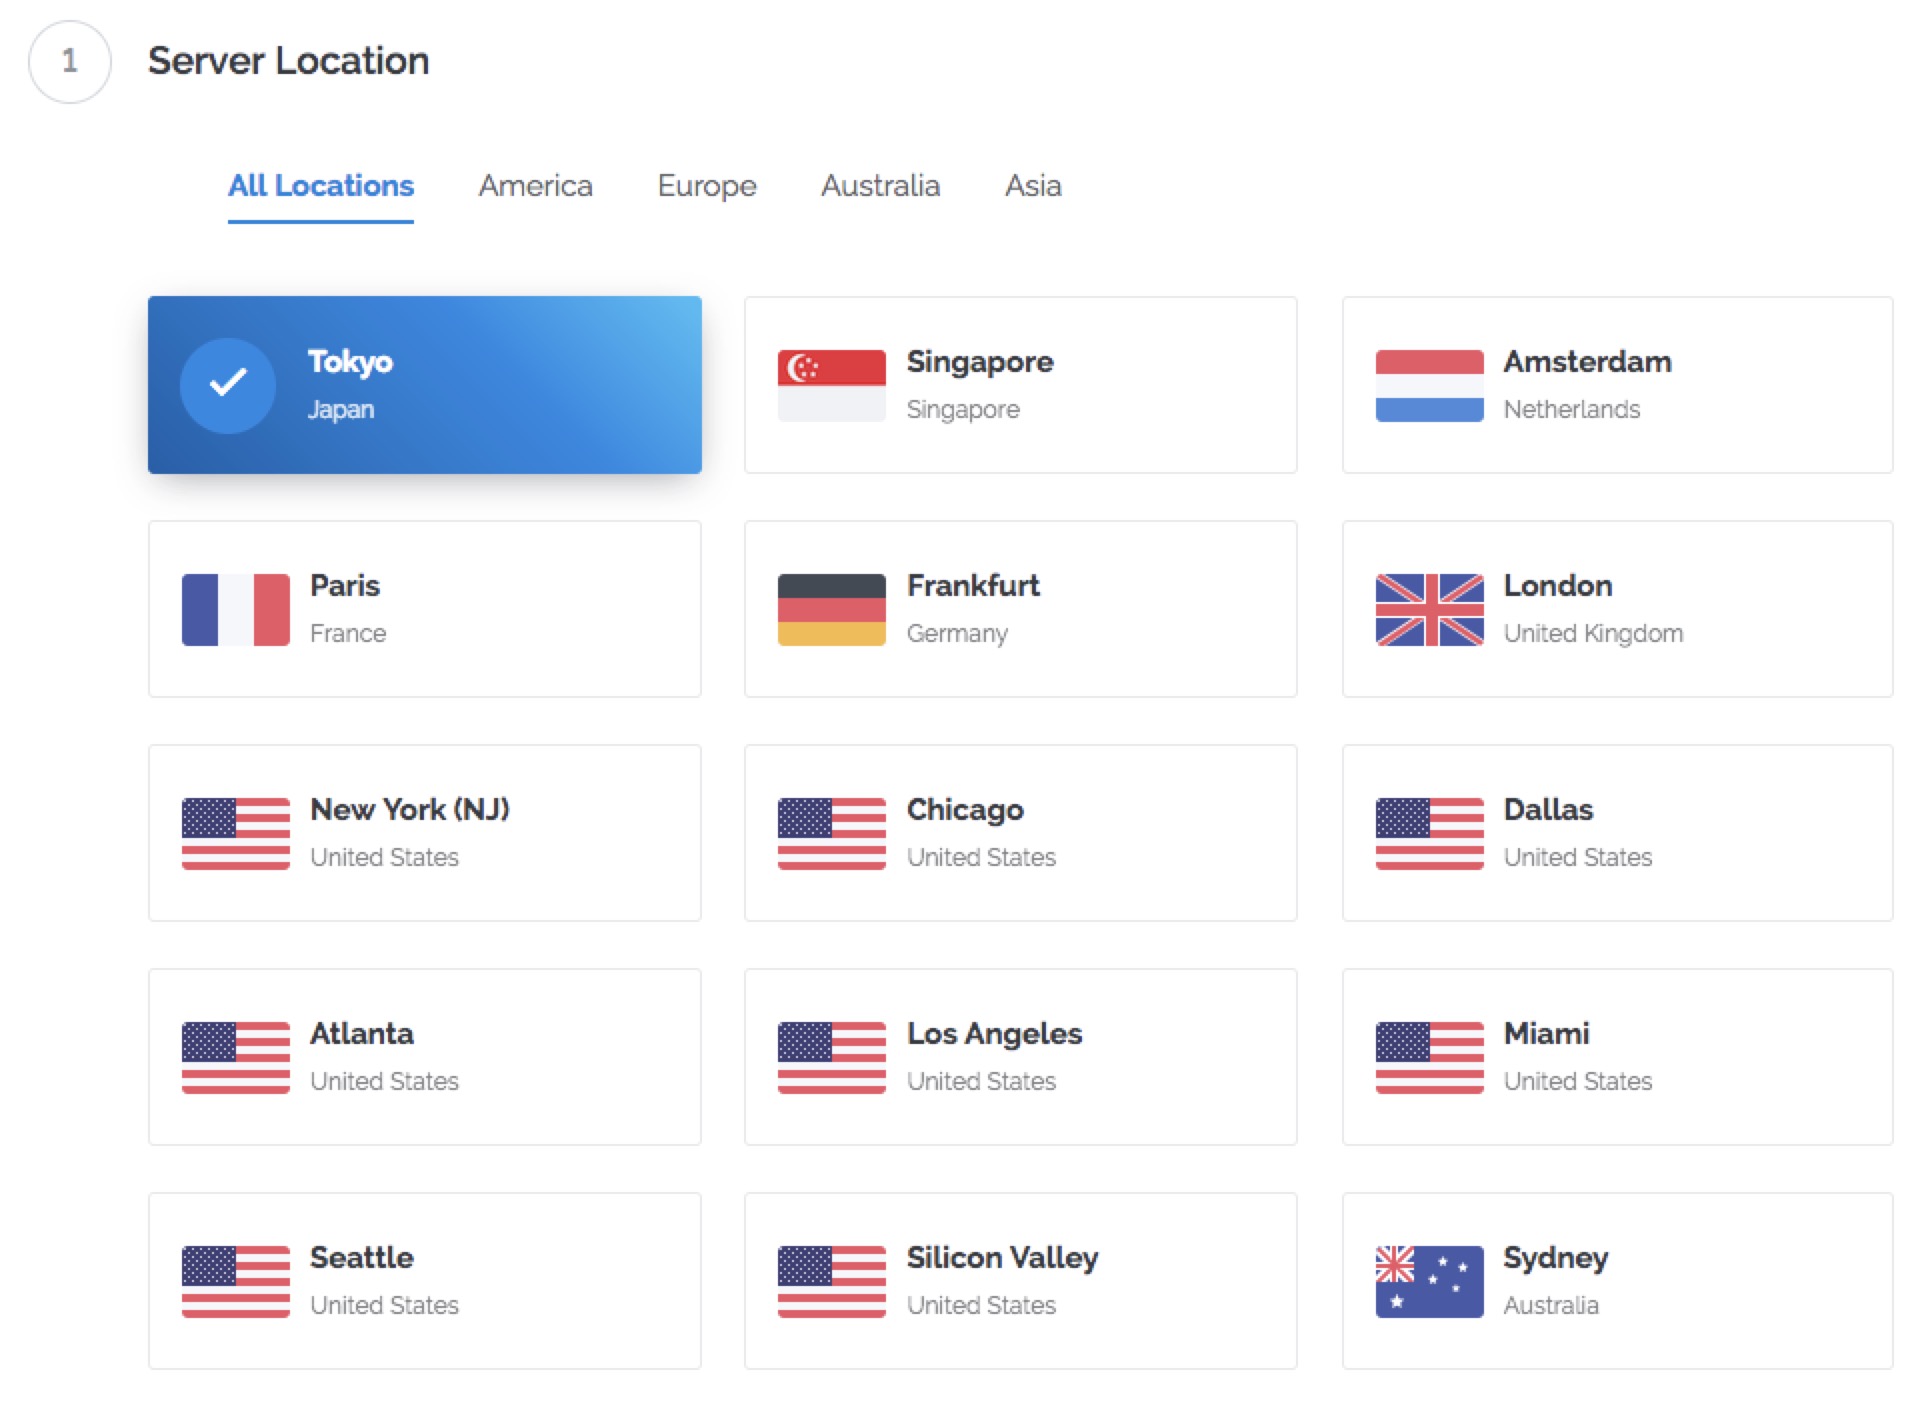 1
Server Location
All Locations America Europe Australia Asia
Tokyo
Japan
Singapore
Singapore
Amsterdam
Netherlands
Paris
France
Frankfurt
Germany
London
United Kingdom
New York (NJ)
United States
Chicago
United States
Dallas
United States
Atlanta
United States
Los Angeles
United States
Miami
United States
Seattle
United States
Silicon Valley
United States
Sydney
Australia